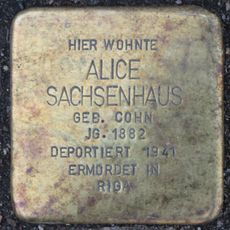 HIER WOHNTE
ALICE
SACHSENHAUS
GEB. COHN
JG. 1882
DEPORTIERT 1941
ERMORDET IN
RIGA